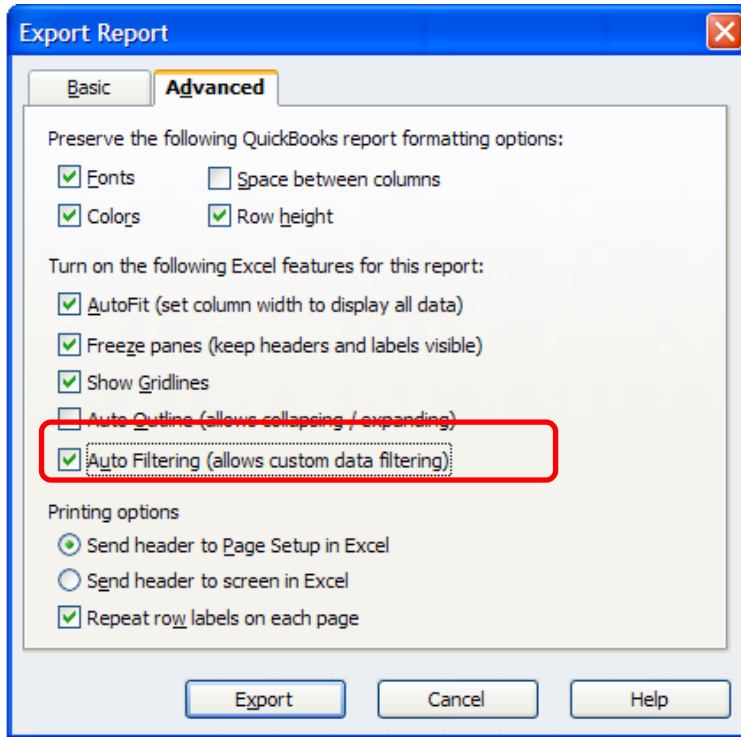 Export Report
Basic Advanced
Preserve the following QuickBooks report formatting options:
Fonts Space between columns
Colors Row height
Turn on the following Excel features for this report:
AutoFit (set column width to display all data)
Freeze panes (keep headers and labels visible)
Show Gridlines
Auto Outline (allows collapsing / expanding)
Auto Filtering (allows custom data filtering)
Printing options
Send header to Page Setup in Excel
Send header to screen in Excel
Repeat row labels on each page
Export Cancel Help